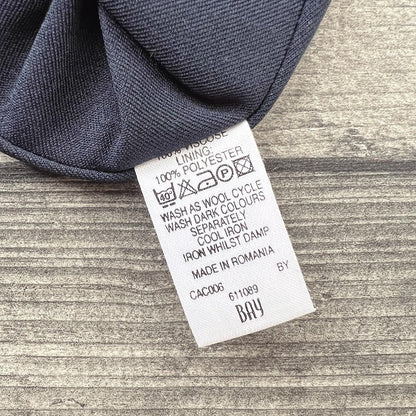 100% VISCOSE
LINING:
100% POLYESTER
40°
P
WASH AS WOOL CYCLE
WASH DARK COLOURS
SEPARATELY
COOL IRON
IRON WHILST DAMP
MADE IN ROMANIA
CAC006 611089 BY
BAY